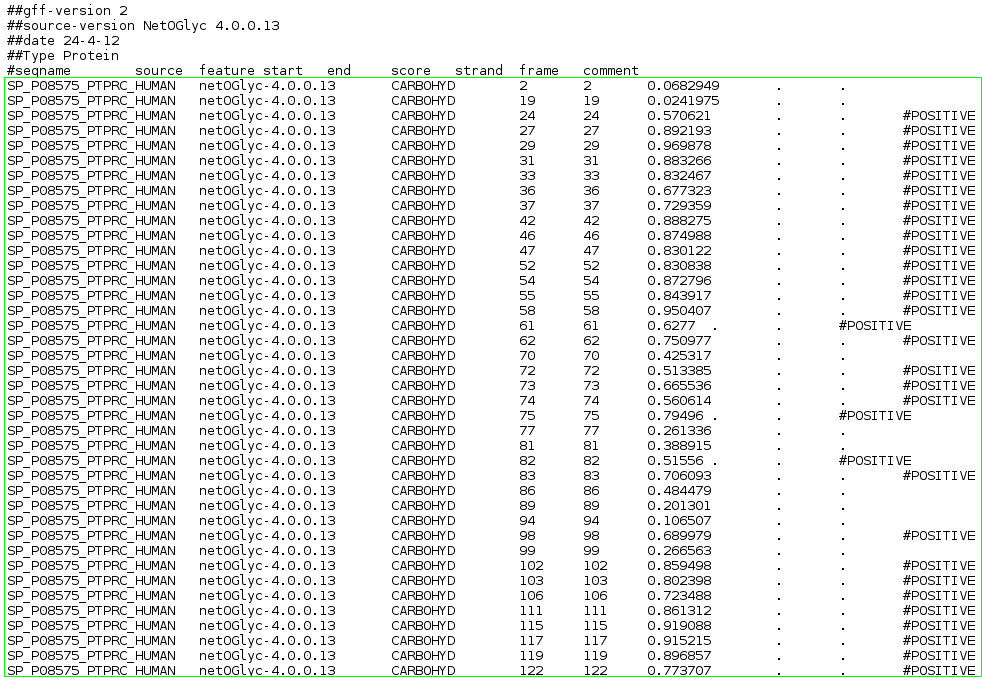 ##gff-version 2
##source-version NetOGlyc 4.0.0.13
##date 24-4-12
##Type Protein
#seqname source feature start end score strand frame comment
SP_P08575_PTPRC_HUMAN netOGlyc-4.0.0.13 CARBOHYD 2 2 0.0682949 . .
SP_P08575_PTPRC_HUMAN netOGlyc-4.0.0.13 CARBOHYD 19 19 0.0241975 . .
SP_P08575_PTPRC_HUMAN netOGlyc-4.0.0.13 CARBOHYD 24 24 0.570621 . . #POSITIVE
SP_P08575_PTPRC_HUMAN netOGlyc-4.0.0.13 CARBOHYD 27 27 0.892193 . . #POSITIVE
SP_P08575_PTPRC_HUMAN netOGlyc-4.0.0.13 CARBOHYD 29 29 0.969878 . . #POSITIVE
SP_P08575_PTPRC_HUMAN netOGlyc-4.0.0.13 CARBOHYD 31 31 0.883266 . . #POSITIVE
SP_P08575_PTPRC_HUMAN netOGlyc-4.0.0.13 CARBOHYD 33 33 0.832467 . . #POSITIVE
SP_P08575_PTPRC_HUMAN netOGlyc-4.0.0.13 CARBOHYD 36 36 0.677323 . . #POSITIVE
SP_P08575_PTPRC_HUMAN netOGlyc-4.0.0.13 CARBOHYD 37 37 0.729359 . . #POSITIVE
SP_P08575_PTPRC_HUMAN netOGlyc-4.0.0.13 CARBOHYD 42 42 0.888275 . . #POSITIVE
SP_P08575_PTPRC_HUMAN netOGlyc-4.0.0.13 CARBOHYD 46 46 0.874988 . . #POSITIVE
SP_P08575_PTPRC_HUMAN netOGlyc-4.0.0.13 CARBOHYD 47 47 0.830122 . . #POSITIVE
SP_P08575_PTPRC_HUMAN netOGlyc-4.0.0.13 CARBOHYD 52 52 0.830838 . . #POSITIVE
SP_P08575_PTPRC_HUMAN netOGlyc-4.0.0.13 CARBOHYD 54 54 0.872796 . . #POSITIVE
SP_P08575_PTPRC_HUMAN netOGlyc-4.0.0.13 CARBOHYD 55 55 0.843917 . . #POSITIVE
SP_P08575_PTPRC_HUMAN netOGlyc-4.0.0.13 CARBOHYD 58 58 0.950407 . . #POSITIVE
SP_P08575_PTPRC_HUMAN netOGlyc-4.0.0.13 CARBOHYD 61 61 0.6277 . . #POSITIVE
SP_P08575_PTPRC_HUMAN netOGlyc-4.0.0.13 CARBOHYD 62 62 0.750977 . . #POSITIVE
SP_P08575_PTPRC_HUMAN netOGlyc-4.0.0.13 CARBOHYD 70 70 0.425317 . .
SP_P08575_PTPRC_HUMAN netOGlyc-4.0.0.13 CARBOHYD 72 72 0.513385 . . #POSITIVE
SP_P08575_PTPRC_HUMAN netOGlyc-4.0.0.13 CARBOHYD 73 73 0.665536 . . #POSITIVE
SP_P08575_PTPRC_HUMAN netOGlyc-4.0.0.13 CARBOHYD 74 74 0.560614 . . #POSITIVE
SP_P08575_PTPRC_HUMAN netOGlyc-4.0.0.13 CARBOHYD 75 75 0.79496 . . #POSITIVE
SP_P08575_PTPRC_HUMAN netOGlyc-4.0.0.13 CARBOHYD 77 77 0.261336 . .
SP_P08575_PTPRC_HUMAN netOGlyc-4.0.0.13 CARBOHYD 81 81 0.388915 . .
SP_P08575_PTPRC_HUMAN netOGlyc-4.0.0.13 CARBOHYD 82 82 0.51556 . . #POSITIVE
SP_P08575_PTPRC_HUMAN netOGlyc-4.0.0.13 CARBOHYD 83 83 0.706093 . . #POSITIVE
SP_P08575_PTPRC_HUMAN netOGlyc-4.0.0.13 CARBOHYD 86 86 0.484479 . .
SP_P08575_PTPRC_HUMAN netOGlyc-4.0.0.13 CARBOHYD 89 89 0.201301 . .
SP_P08575_PTPRC_HUMAN netOGlyc-4.0.0.13 CARBOHYD 94 94 0.106507 . .
SP_P08575_PTPRC_HUMAN netOGlyc-4.0.0.13 CARBOHYD 98 98 0.689979 . . #POSITIVE
SP_P08575_PTPRC_HUMAN netOGlyc-4.0.0.13 CARBOHYD 99 99 0.266563 . .
SP_P08575_PTPRC_HUMAN netOGlyc-4.0.0.13 CARBOHYD 102 102 0.859498 . . #POSITIVE
SP_P08575_PTPRC_HUMAN netOGlyc-4.0.0.13 CARBOHYD 103 103 0.802398 . . #POSITIVE
SP_P08575_PTPRC_HUMAN netOGlyc-4.0.0.13 CARBOHYD 106 106 0.723488 . . #POSITIVE
SP_P08575_PTPRC_HUMAN netOGlyc-4.0.0.13 CARBOHYD 111 111 0.861312 . . #POSITIVE
SP_P08575_PTPRC_HUMAN netOGlyc-4.0.0.13 CARBOHYD 115 115 0.919088 . . #POSITIVE
SP_P08575_PTPRC_HUMAN netOGlyc-4.0.0.13 CARBOHYD 117 117 0.915215 . . #POSITIVE
SP_P08575_PTPRC_HUMAN netOGlyc-4.0.0.13 CARBOHYD 119 119 0.896857 . . #POSITIVE
SP_P08575_PTPRC_HUMAN netOGlyc-4.0.0.13 CARBOHYD 122 122 0.773707 . . #POSITIVE